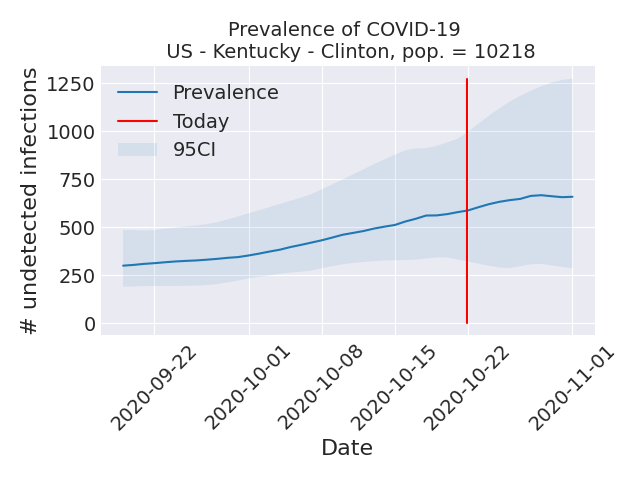 Prevalence of COVID-19
US - Kentucky - Clinton, pop. = 10218
# undetected infections
1250
1000
750
500
250
0
Prevalence
Today
95CI
2020-09-22
2020-10-01
2020-10-08
2020-10-15
2020-10-22
2020-11-01
Date